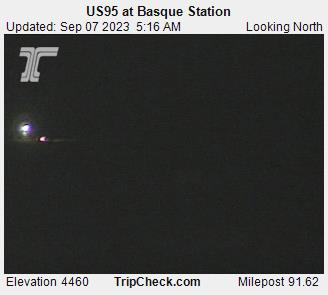 US95 at Basque Station
Updated: Sep 07 2023 5:16 AM Looking North
Elevation 4460 TripCheck.com Milepost 91.62